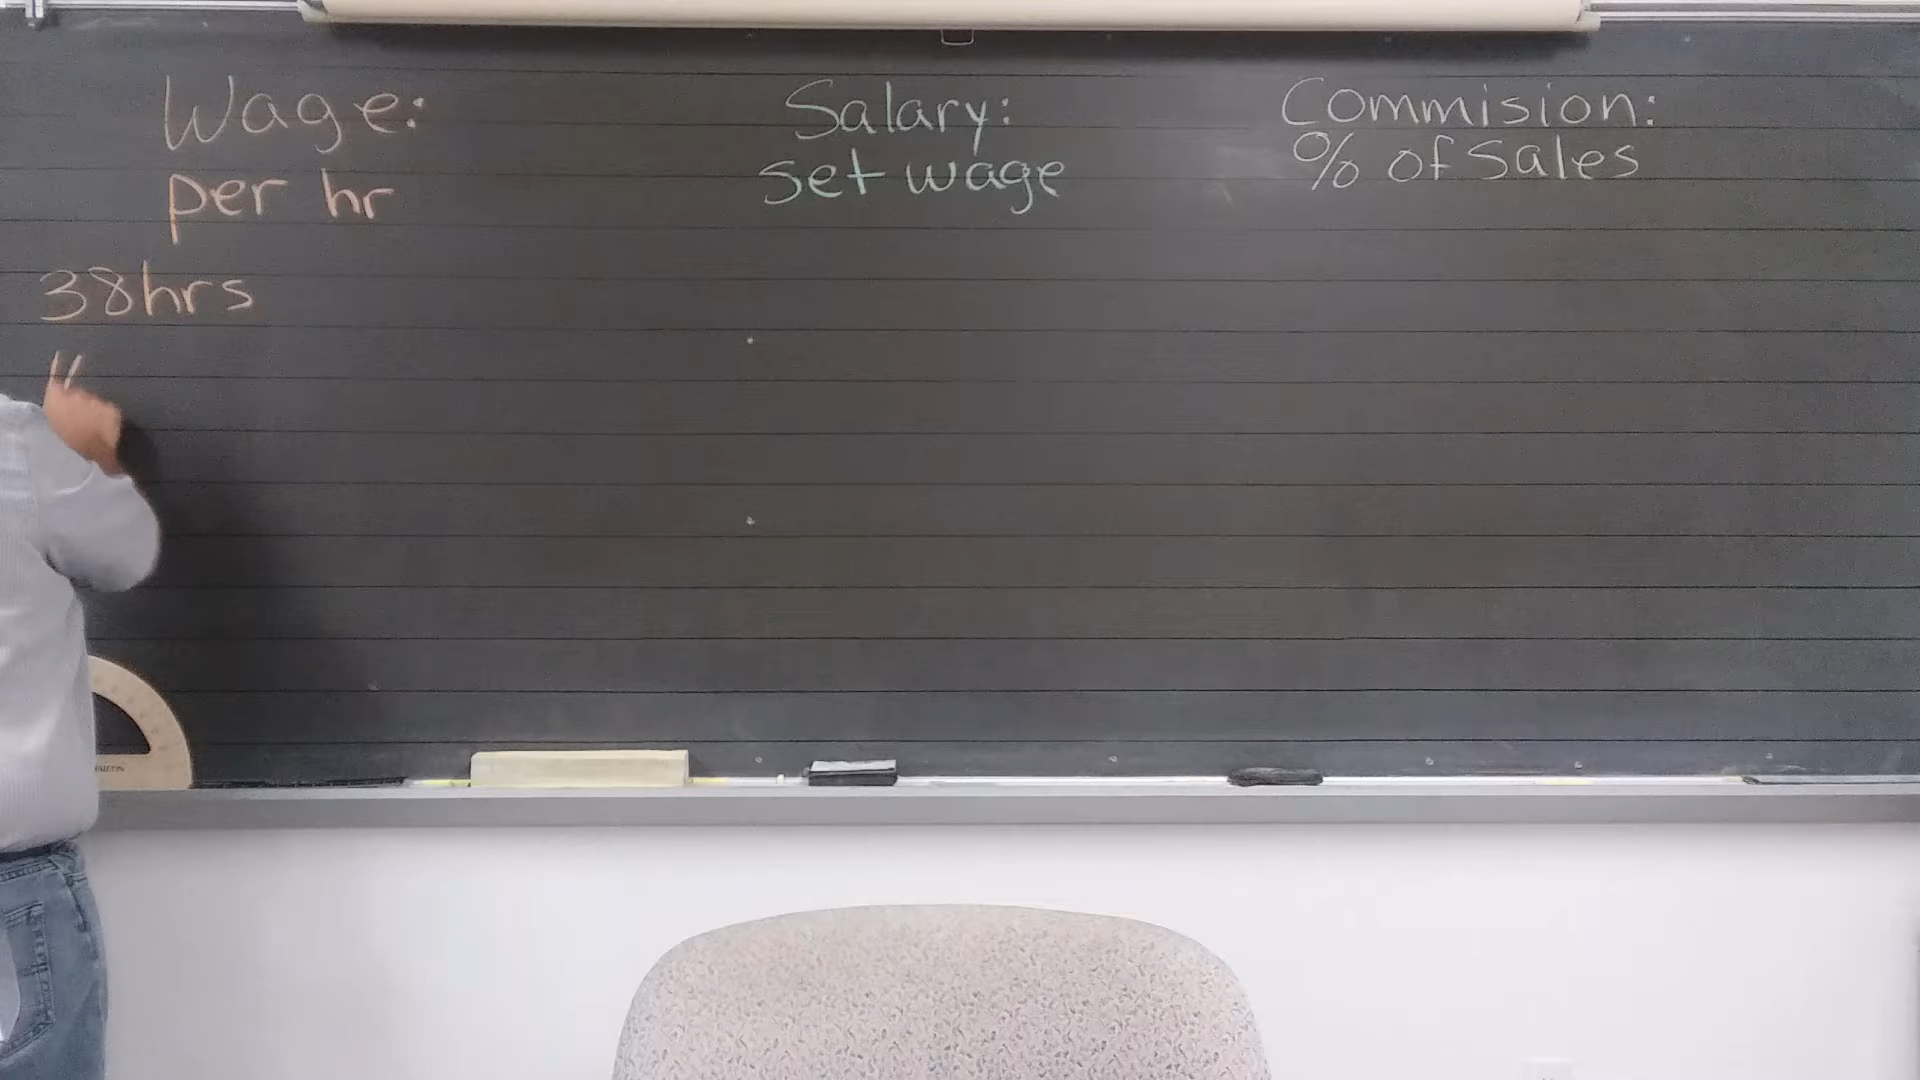 Wage:
per hr
38hrs
Salary:
set wage
Commision:
% of Sales